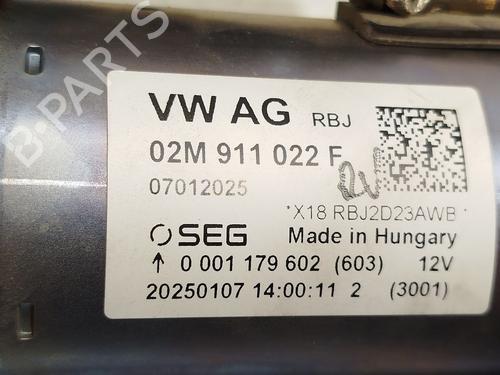 VW AG RBJ
02M 911 022 F
07012025
*X18 RBJ2D23AWB *
SEG Made in Hungary
↑ 0 001 179 602 (603) 12V
20250107 14:00:11 2 (3001)
B-PARTS